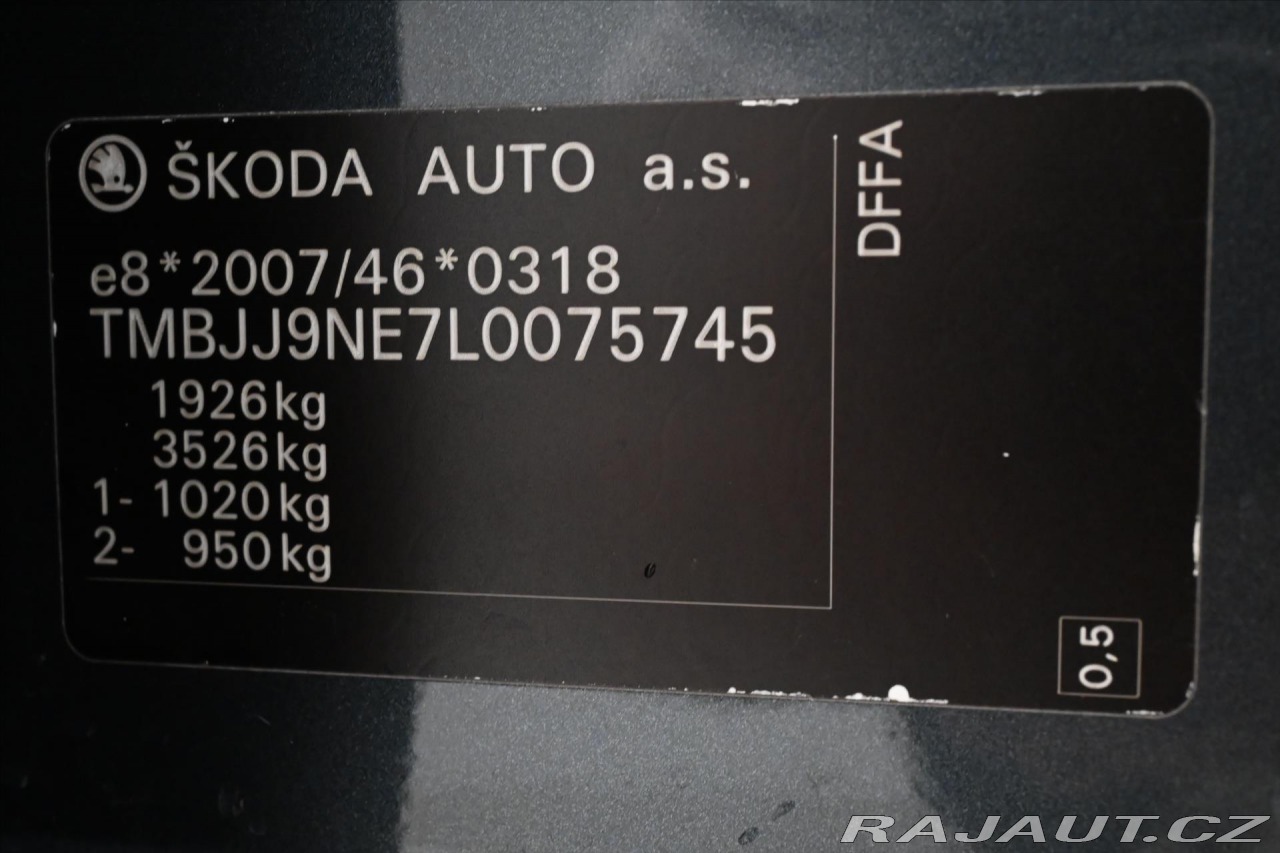 ŠKODA AUTO a.s.
e8*2007/46*0318
TMBJJ9NE7L0075745
1926kg
3526kg
1- 1020kg
2- 950kg
DFFA
0,5
RAJAUT.CZ